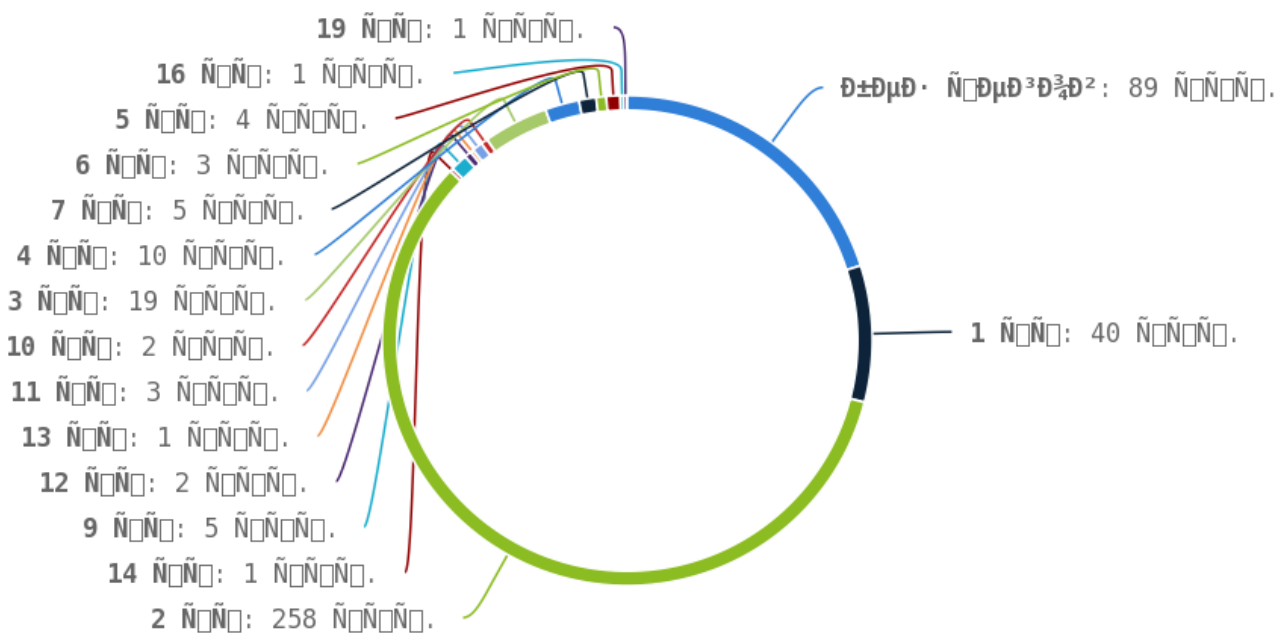 19 Ñ□Ñ□: 1 Ñ□Ñ□Ñ□.
16 Ñ□Ñ□: 1 Ñ□Ñ□Ñ□.
Ð±ÐµÐ· Ñ□ÐµÐ³Ð¾Ð²: 89 Ñ□Ñ□Ñ□.
5 Ñ□Ñ□: 4 Ñ□Ñ□Ñ□.
6 Ñ□Ñ□: 3 Ñ□Ñ□Ñ□.
7 Ñ□Ñ□: 5 Ñ□Ñ□Ñ□.
4 Ñ□Ñ□: 10 Ñ□Ñ□Ñ□.
3 Ñ□Ñ□: 19 Ñ□Ñ□Ñ□.
1 Ñ□Ñ□: 40 Ñ□Ñ□Ñ□.
10 Ñ□Ñ□: 2 Ñ□Ñ□Ñ□.
11 Ñ□Ñ□: 3 Ñ□Ñ□Ñ□.
13 Ñ□Ñ□: 1 Ñ□Ñ□Ñ□.
12 Ñ□Ñ□: 2 Ñ□Ñ□Ñ□.
9 Ñ□Ñ□: 5 Ñ□Ñ□Ñ□.
14 Ñ□Ñ□: 1 Ñ□Ñ□Ñ□.
2 Ñ□Ñ□: 258 Ñ□Ñ□Ñ□.